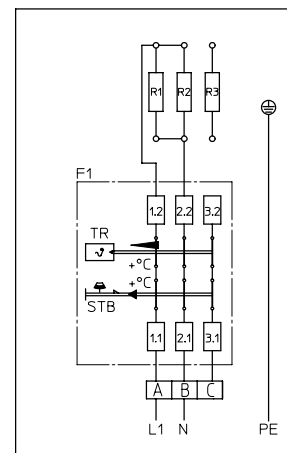 R1 R2 R3
F1
1.2 2.2 3.2
TR
+°C
+°C
STB
1.1 2.1 3.1
A B C
L1 N PE